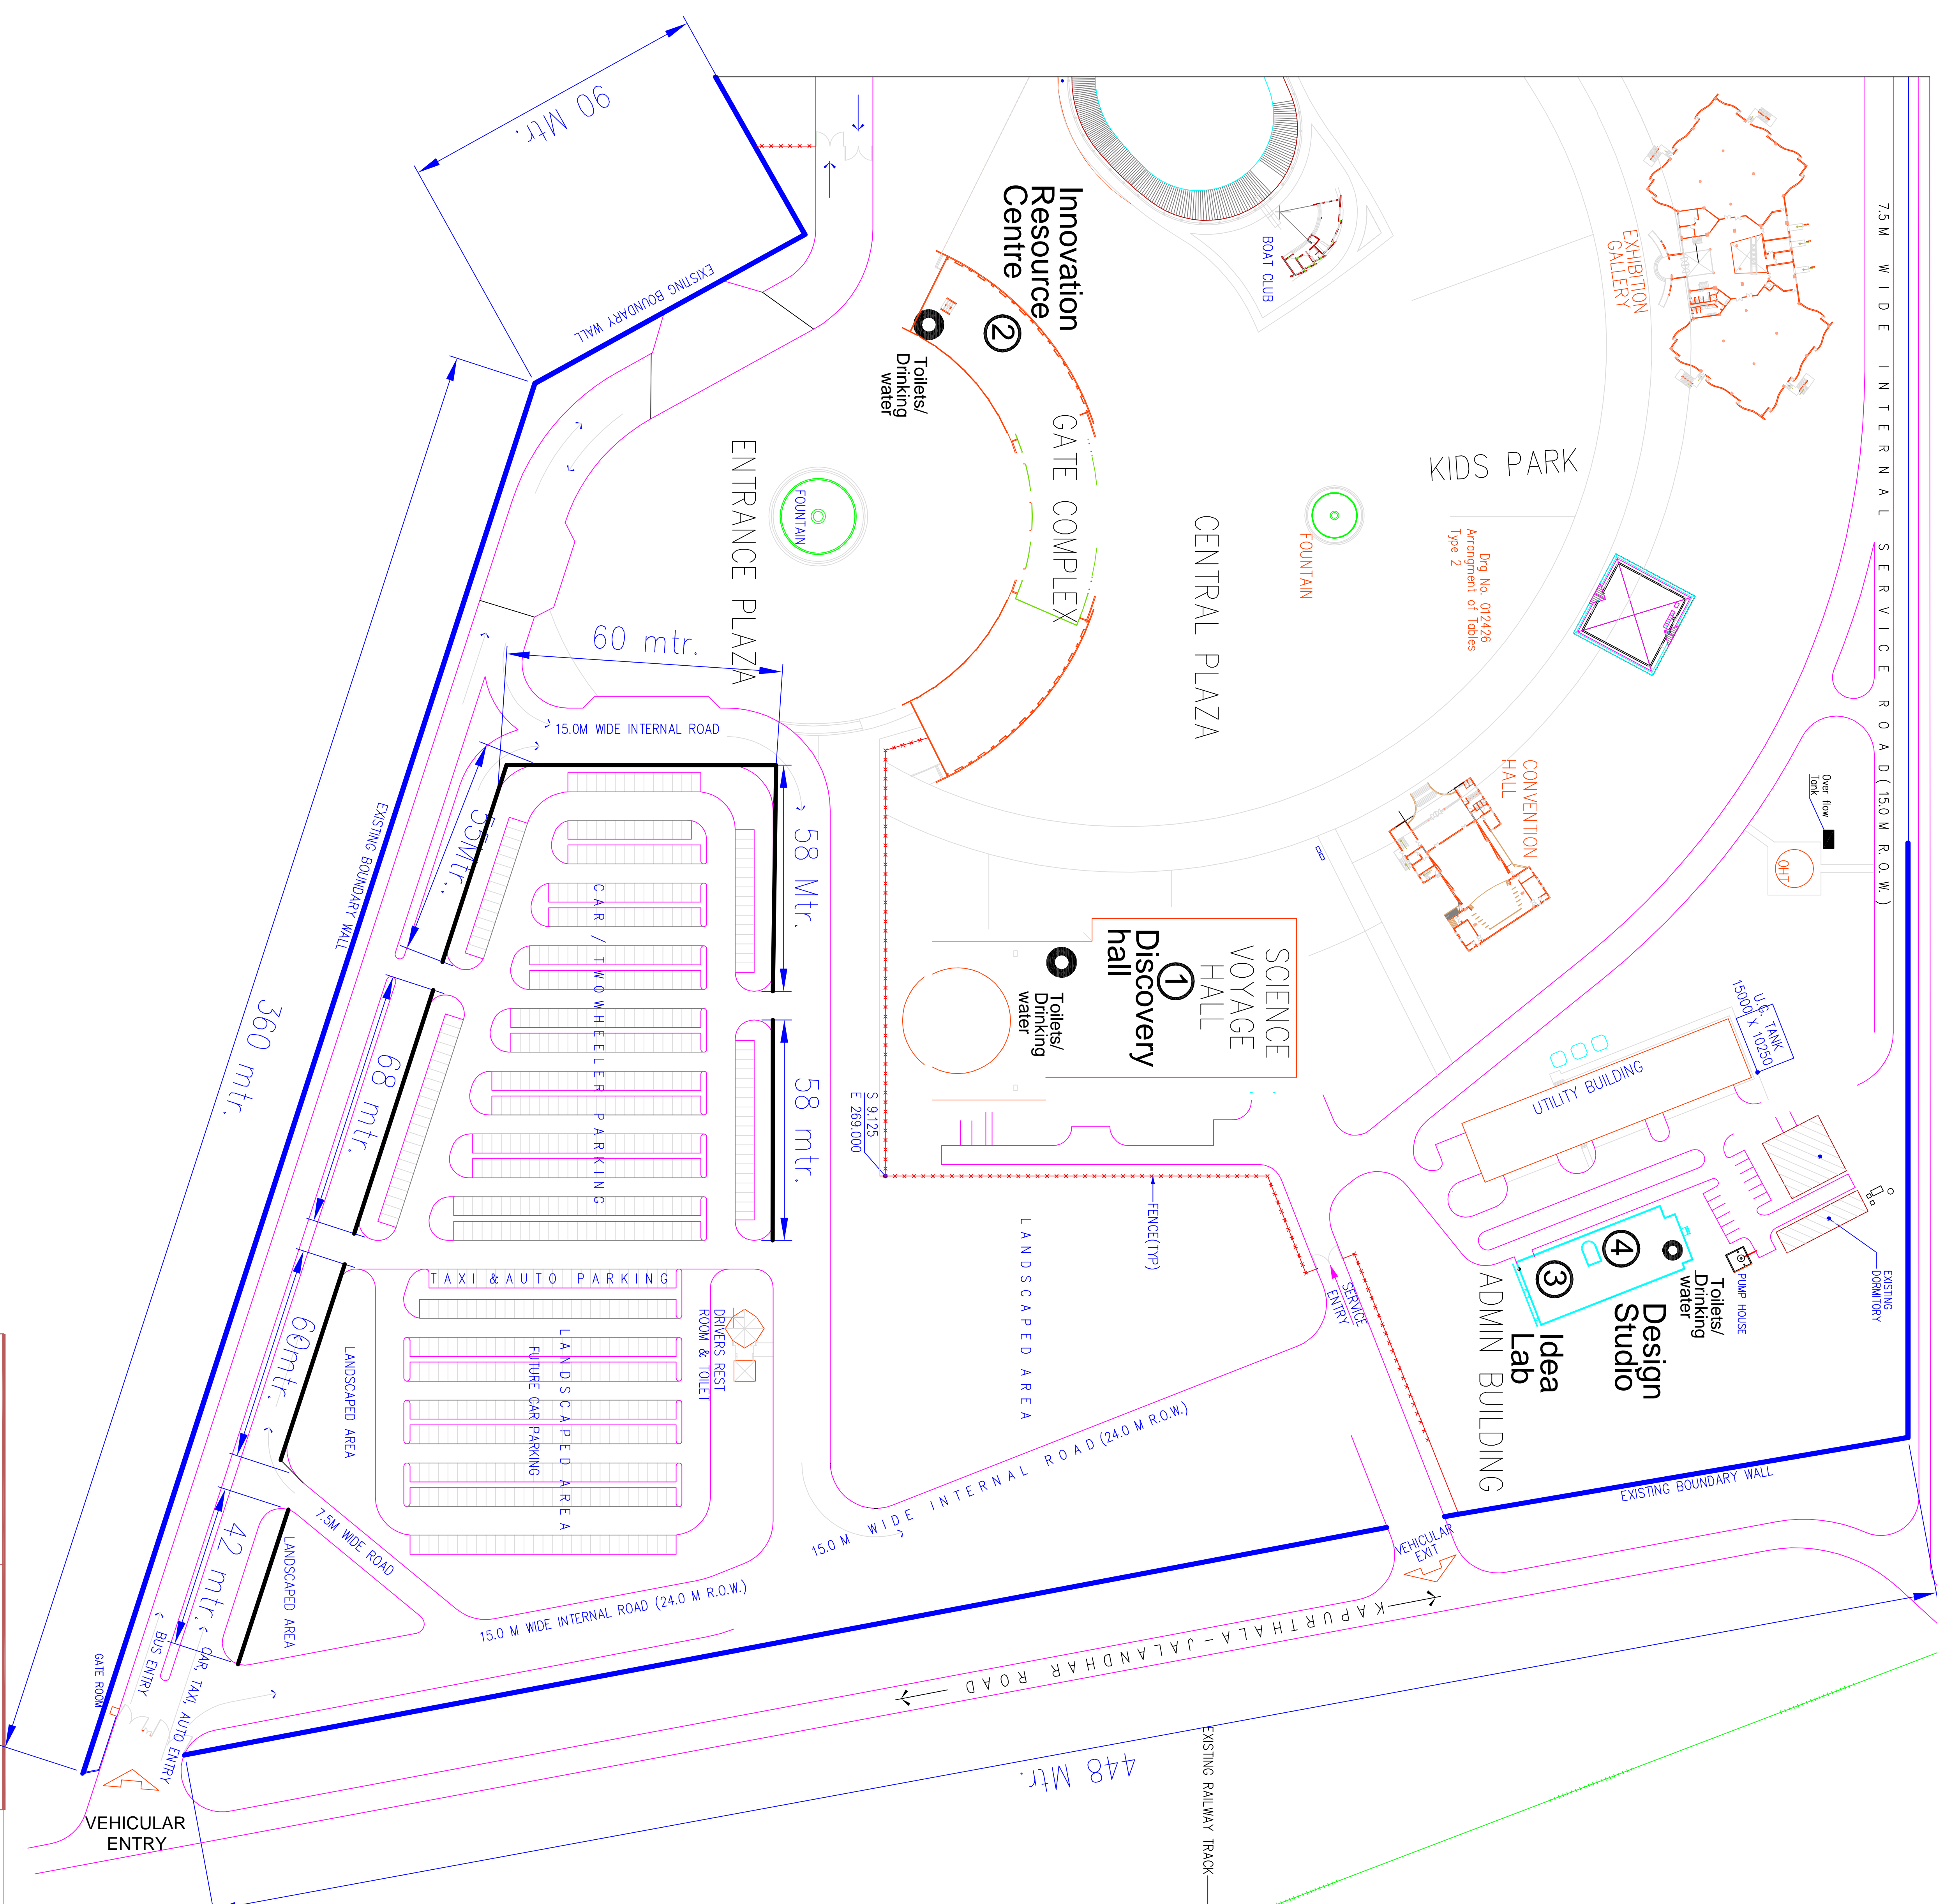 90 Mtr.
EXISTING BOUNDARY WALL
Innovation
Resource
Centre
2
Toilets/
Drinking
water
GATE COMPLEX
BOAT CLUB
EXHIBITION
GALLERY
7.5 M WIDE INTERNAL SERVICE ROAD (15.0 M R.O.W.)
KIDS PARK
FOUNTAIN
Drg No. 012426
Arrangment of Tables
Type 2
ENTRANCE PLAZA
FOUNTAIN
CENTRAL PLAZA
60 mtr.
15.0M WIDE INTERNAL ROAD
CONVENTION
HALL
Over flow
Tank
OHT
55Mtr.
58 Mtr.
CAR / TWOWHEELER PARKING
EXISTING BOUNDARY WALL
360 mtr.
68 mtr.
58 mtr.
SCIENCE
VOYAGE
HALL
1
Discovery
hall
Toilets/
Drinking
water
S 9.125
E 269.000
U.G. TANK
15000 X 10250
UTILITY BUILDING
FENCE(TYP)
LANDSCAPED AREA
SERVICE
ENTRY
EXISTING
DORMITORY
PUMP HOUSE
Toilets/
Drinking
water
4
Design
Studio
3
Idea
Lab
ADMIN BUILDING
TAXI &AUTO PARKING
DRIVERS REST
ROOM & TOILET
LANDSCAPED AREA
FUTURE CAR PARKING
60mtr.
LANDSCAPED AREA
15.0 M WIDE INTERNAL ROAD (24.0 M R.O.W.)
EXISTING BOUNDARY WALL
VEHICULAR
EXIT
7.5M WIDE ROAD
42 mtr.
LANDSCAPED AREA
15.0 M WIDE INTERNAL ROAD (24.0 M R.O.W.)
KAPURTHALA-JALANDHAR ROAD
BUS ENTRY
CAR, TAXI, AUTO ENTRY
GATE ROOM
448 Mtr.
EXISTING RAILWAY TRACK
VEHICULAR
ENTRY